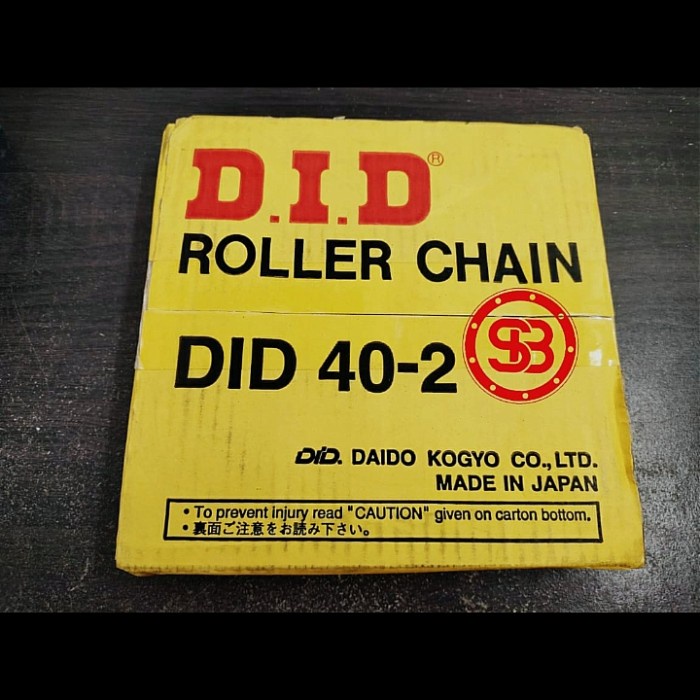 D.I.D®
ROLLER CHAIN
DID 40-2
SB
DID. DAIDO KOGYO CO.,LTD.
MADE IN JAPAN
• To prevent injury read "CAUTION" given on carton bottom.
• 裏面ご注意をお読み下さい。